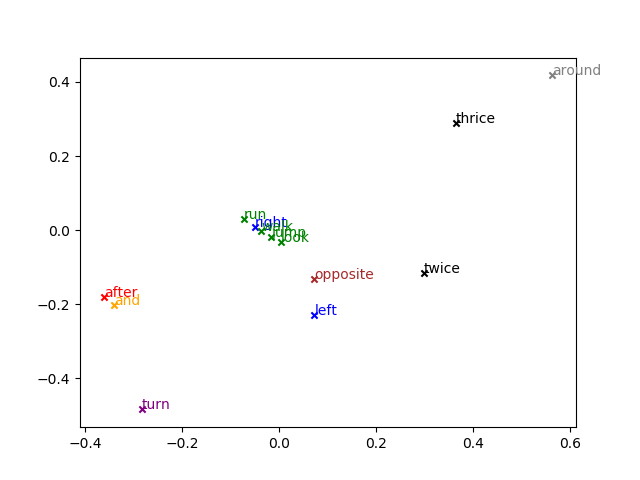 around
thrice
run
right
walk
jump
look
twice
opposite
after
and
left
turn
0.4
0.2
0.0
−0.2
−0.4
−0.4
−0.2
0.0
0.2
0.4
0.6